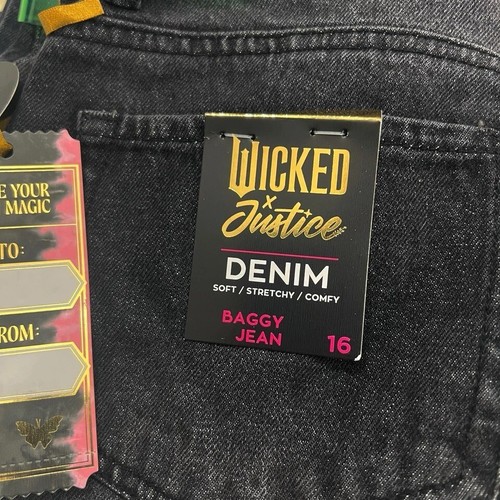 E YOUR
MAGIC
TO:
ROM:
WICKED
x
Justice
DENIM
SOFT / STRETCHY / COMFY
BAGGY
JEAN
16